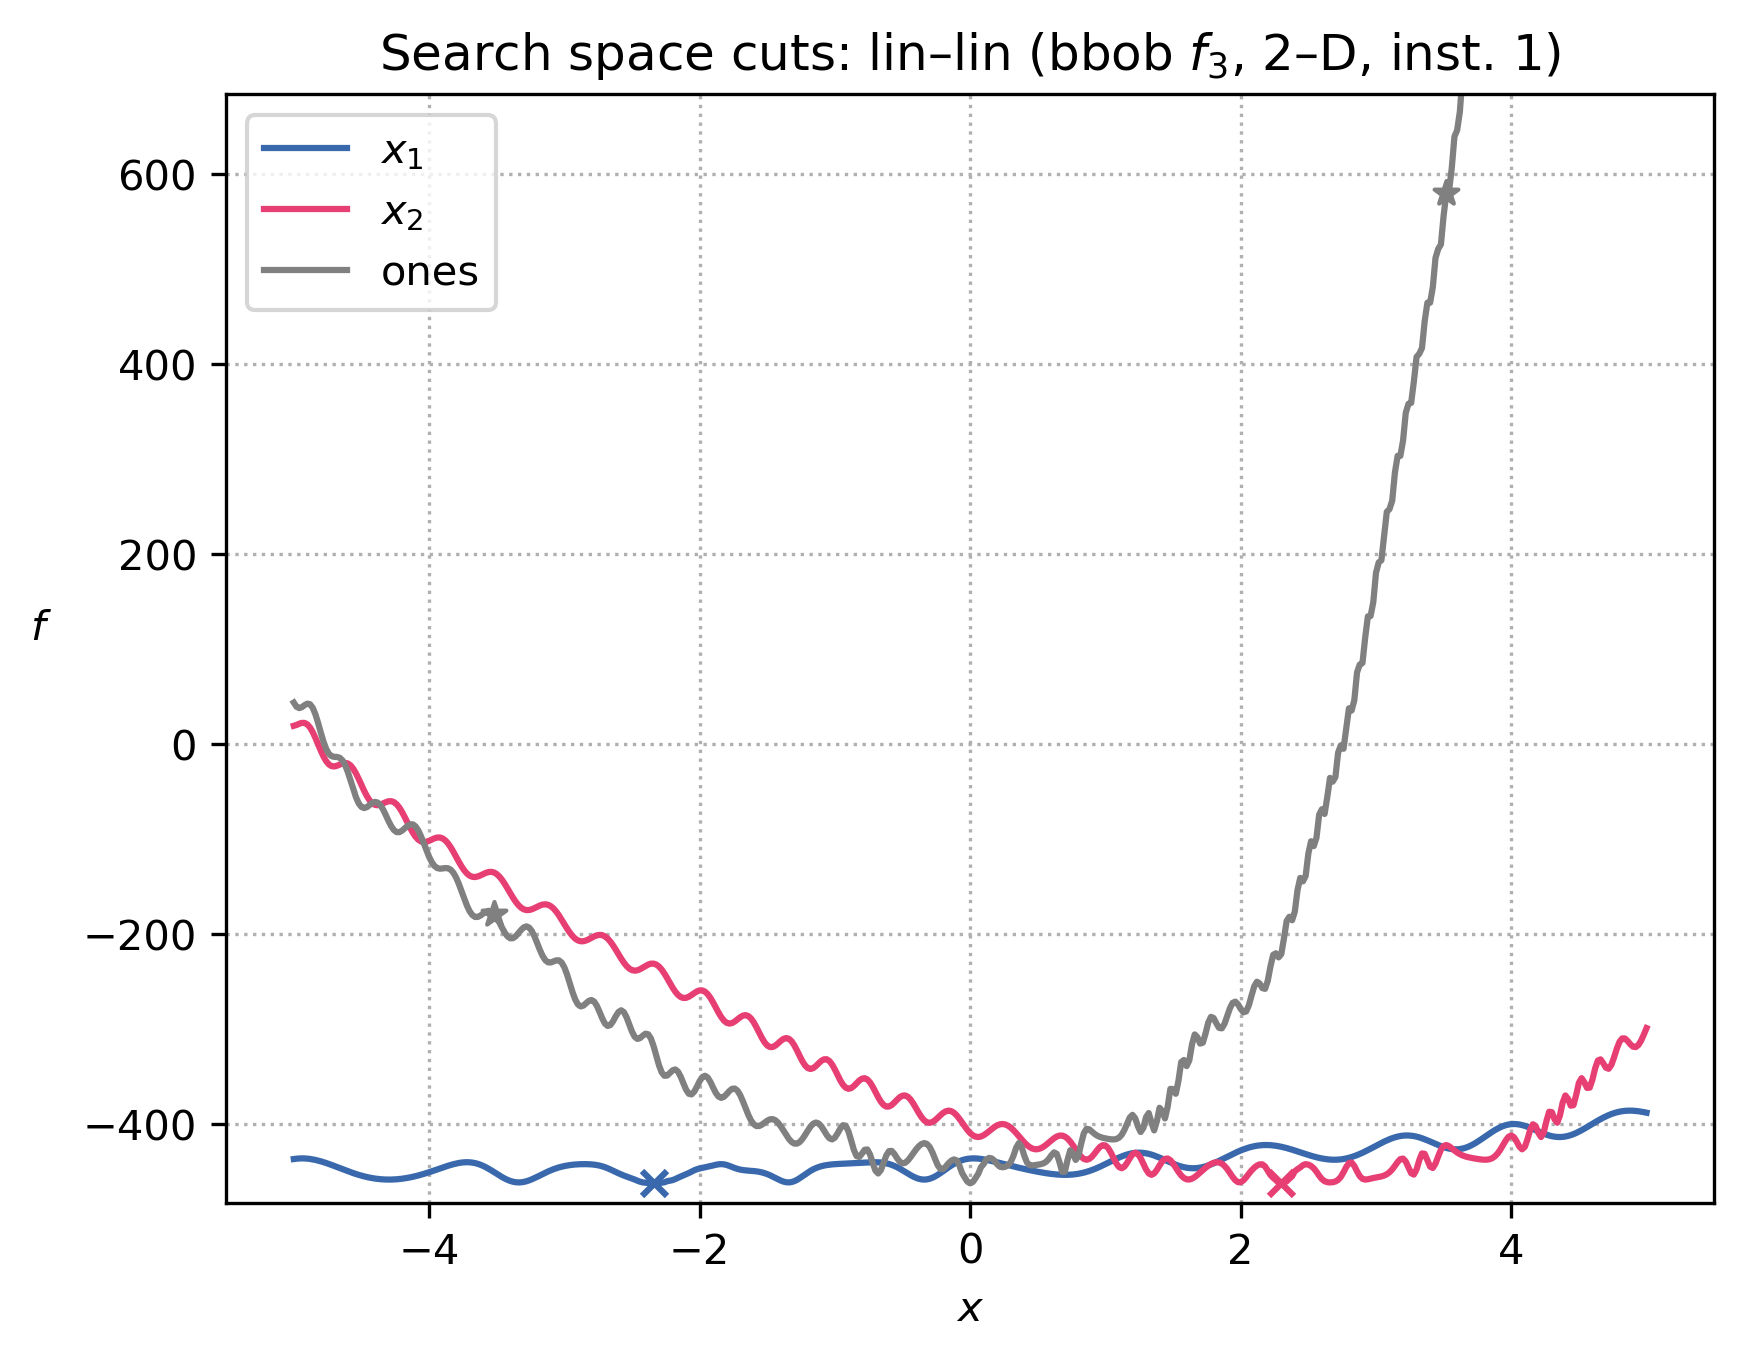 Search space cuts: lin–lin (bbob f₃, 2–D, inst. 1)
x₁
x₂
ones
600
400
200
0
−200
−400
f
−4
−2
0
2
4
x